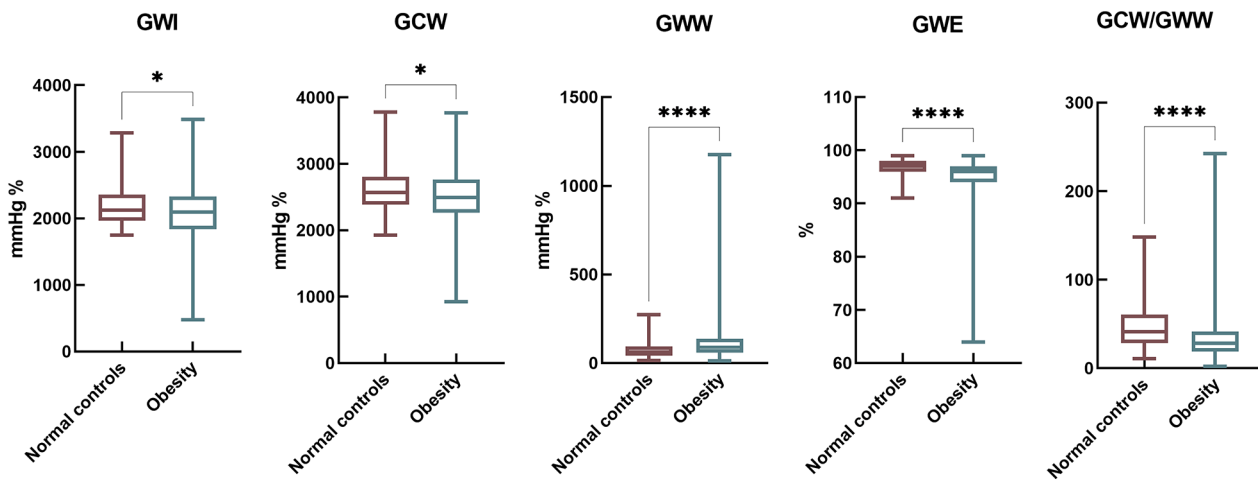 GWI
*
4000
3000
2000
1000
0
mmHg %
Normal controls
Obesity
GCW
*
4000
3000
2000
1000
0
mmHg %
Normal controls
Obesity
GWW
****
1500
1000
500
0
mmHg %
Normal controls
Obesity
GWE
****
110
100
90
80
70
60
%
Normal controls
Obesity
GCW/GWW
****
300
200
100
0
Normal controls
Obesity